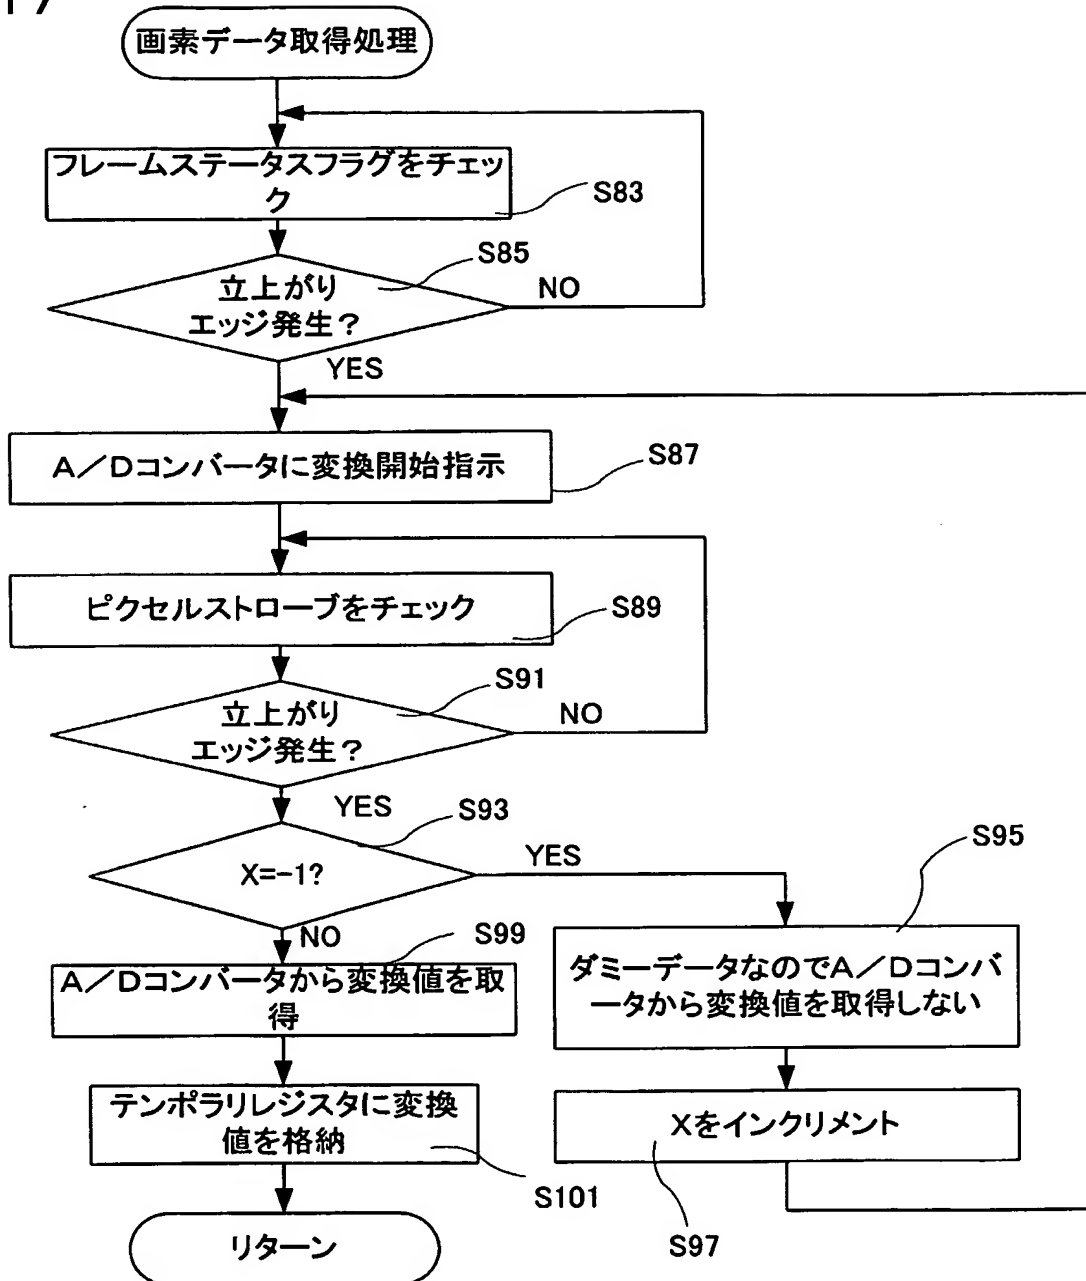 画素データ取得処理
フレームステータスフラグをチェッ
ク
S83
S85
立上がり
エッジ発生？
NO
YES
A／Dコンバータに変換開始指示
S87
ピクセルストローブをチェック
S89
S91
立上がり
エッジ発生？
NO
YES
S93
X=-1?
YES
S95
NO
S99
A／Dコンバータから変換値を取
得
ダミーデータなのでA／Dコンバ
ータから変換値を取得しない
テンポラリレジスタに変換
値を格納
S101
Xをインクリメント
S97
リターン